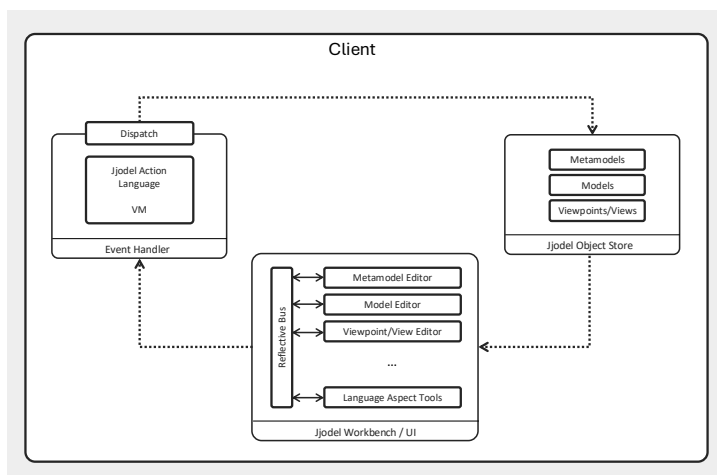 Client
Dispatch
Jjodel Action
Language
VM
Event Handler
Metamodels
Models
Viewpoints/Views
Jjodel Object Store
Reflective Bus
Metamodel Editor
Model Editor
Viewpoint/View Editor
...
Language Aspect Tools
Jjodel Workbench / UI